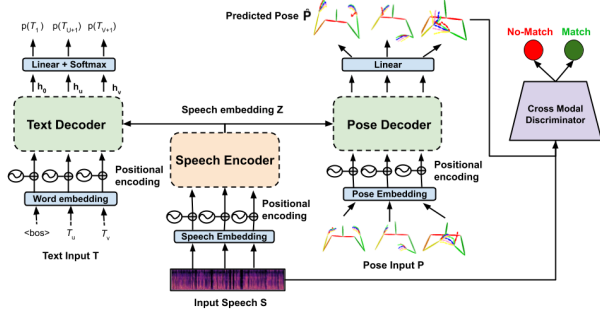 p(T₁) p(Tᵤ₊₁) p(Tᵥ₊₁)
Linear + Softmax
h₀ hᵤ hᵥ
Text Decoder
Positional
encoding
Word embedding
<bos> Tᵤ Tᵥ
Text Input T
Speech embedding Z
Speech Encoder
Positional
encoding
Speech Embedding
Input Speech S
Predicted Pose P̂
Linear
Pose Decoder
Positional
encoding
Pose Embedding
Pose Input P
No-Match Match
Cross Modal
Discriminator